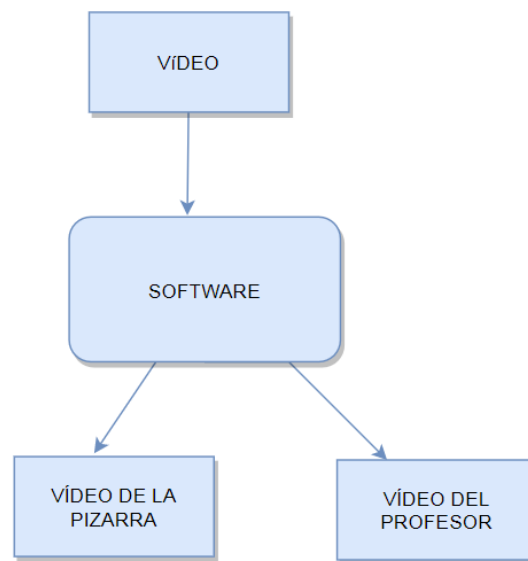 VíDEO
SOFTWARE
VÍDEO DE LA
PIZARRA
VÍDEO DEL
PROFESOR